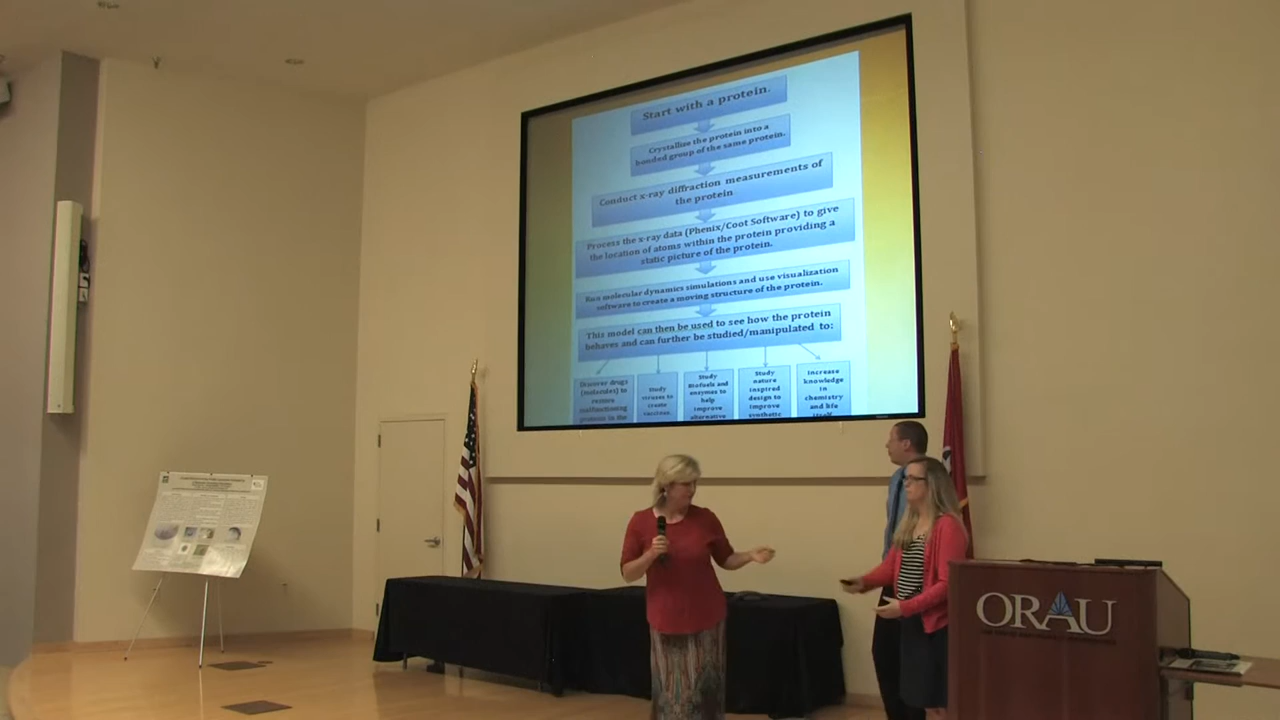 Start with a protein.
Crystallize the protein into a
bonded group of the same protein.
Conduct x-ray diffraction measurements of
the protein
Process the x-ray data (Phenix/Coot Software) to give
the location of atoms within the protein providing a
static picture of the protein.
Run molecular dynamics simulations and use visualization
software to create a moving structure of the protein.
This model can then be used to see how the protein
behaves and can further be studied/manipulated to:
Discover drugs
(molecules) to
restore
malfunctioning
proteins in the
Study
viruses to
create
vaccines.
Study
Biofuels and
enzymes to
help
improve
alternative
Study
nature
inspired
design to
improve
synthetic
Increase
knowledge
in
chemistry
and life
itself.
ORAU